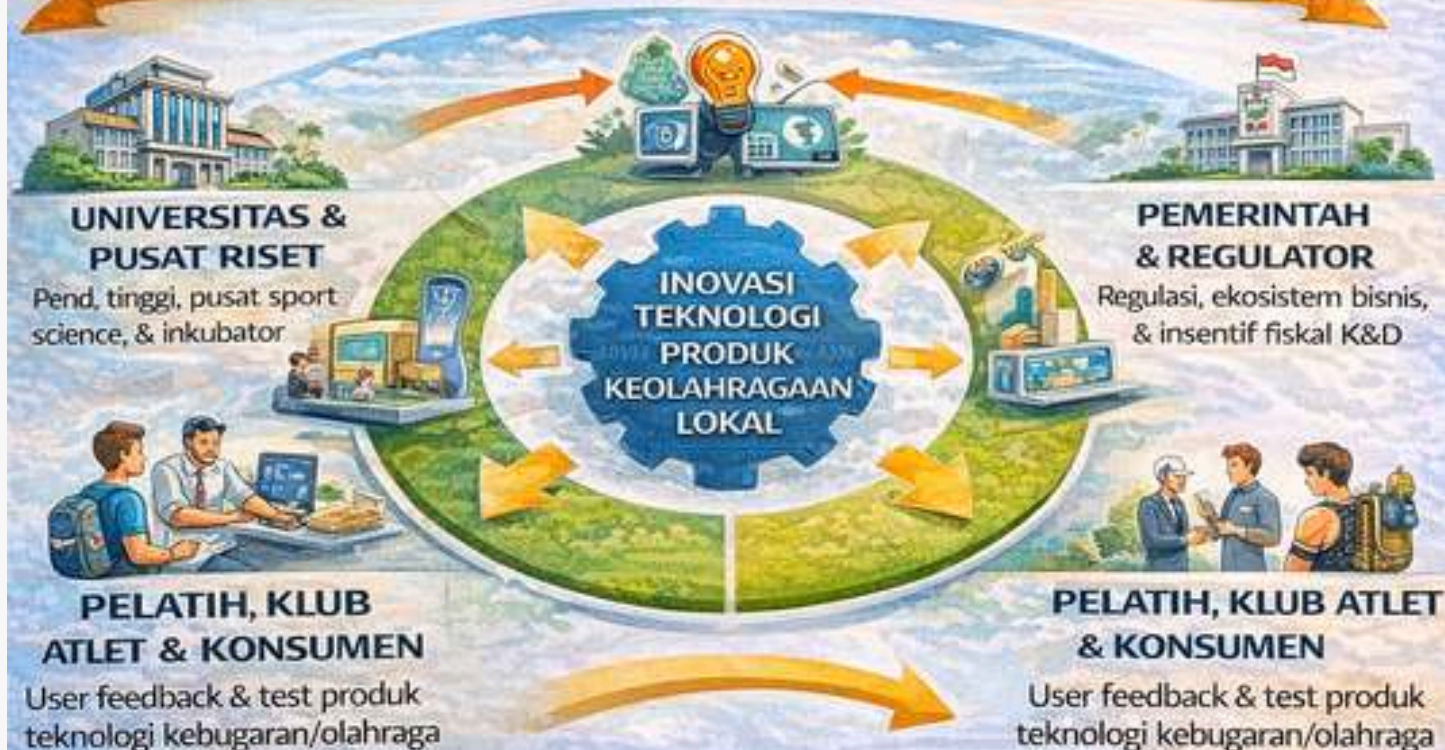 UNIVERSITAS &
PUSAT RISET
Pend, tinggi, pusat sport
science, & inkubator
PEMERINTAH
& REGULATOR
Regulasi, ekosistem bisnis,
& insentif fiskal K&D
INOVASI
TEKNOLOGI
PRODUK
KEOLAHRAGAAN
LOKAL
PELATIH, KLUB
ATLET & KONSUMEN
User feedback & test produk
teknologi kebugaran/olahraga
PELATIH, KLUB ATLET
& KONSUMEN
User feedback & test produk
teknologi kebugaran/olahraga